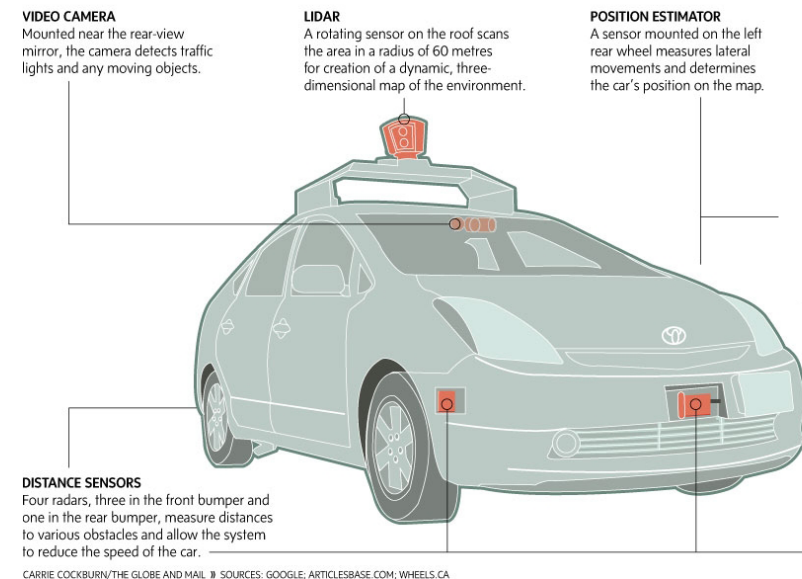 VIDEO CAMERA
Mounted near the rear-view
mirror, the camera detects traffic
lights and any moving objects.
LIDAR
A rotating sensor on the roof scans
the area in a radius of 60 metres
for creation of a dynamic, three-
dimensional map of the environment.
POSITION ESTIMATOR
A sensor mounted on the left
rear wheel measures lateral
movements and determines
the car's position on the map.
DISTANCE SENSORS
Four radars, three in the front bumper and
one in the rear bumper, measure distances
to various obstacles and allow the system
to reduce the speed of the car.
CARRIE COCKBURN/THE GLOBE AND MAIL ⟫ SOURCES: GOOGLE; ARTICLESBASE.COM; WHEELS.CA